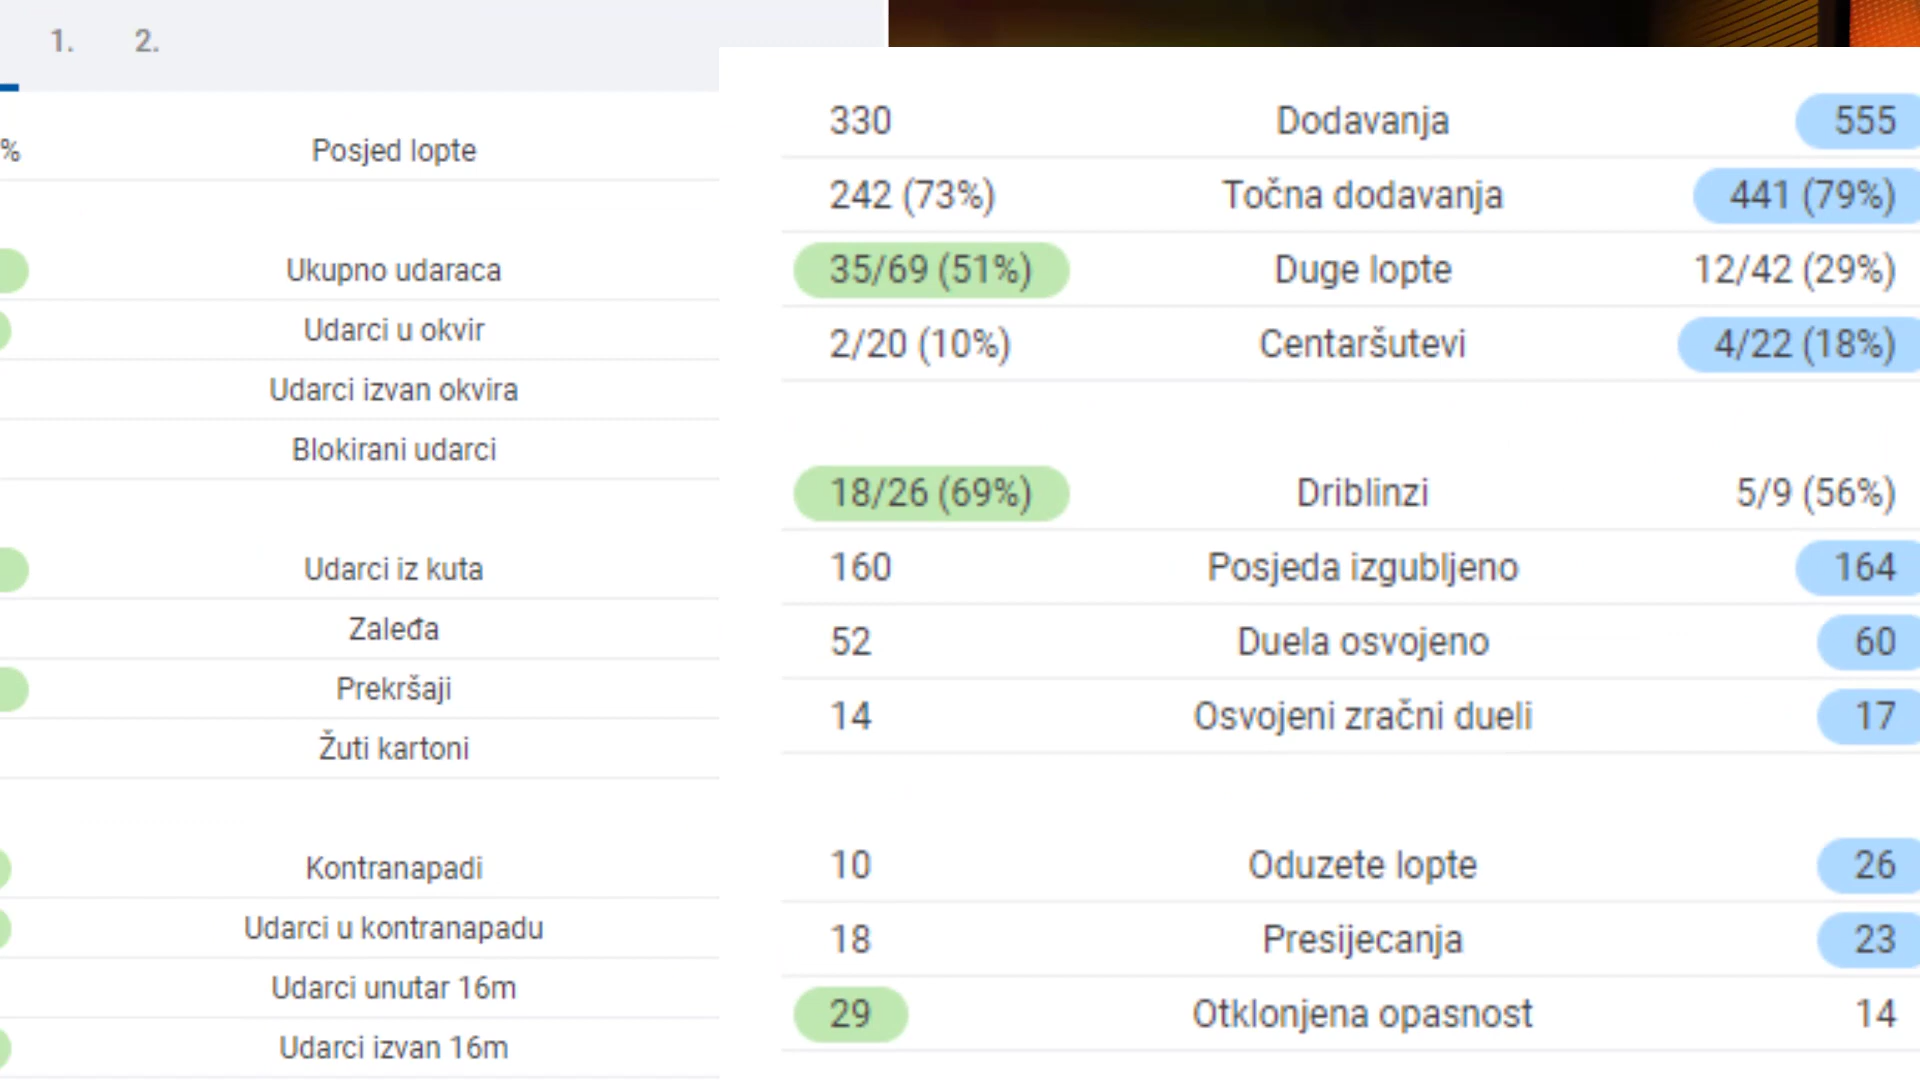 1. 2.
% Posjed lopte
Ukupno udaraca
Udarci u okvir
Udarci izvan okvira
Blokirani udarci
Udarci iz kuta
Zaleđa
Prekršaji
Žuti kartoni
Kontranapadi
Udarci u kontranapadu
Udarci unutar 16m
Udarci izvan 16m
330 Dodavanja 555
242 (73%) Točna dodavanja 441 (79%)
35/69 (51%) Duge lopte 12/42 (29%)
2/20 (10%) Centaršutevi 4/22 (18%)
18/26 (69%) Driblinzi 5/9 (56%)
160 Posjeda izgubljeno 164
52 Duela osvojeno 60
14 Osvojeni zračni dueli 17
10 Oduzete lopte 26
18 Presijecanja 23
29 Otklonjena opasnost 14